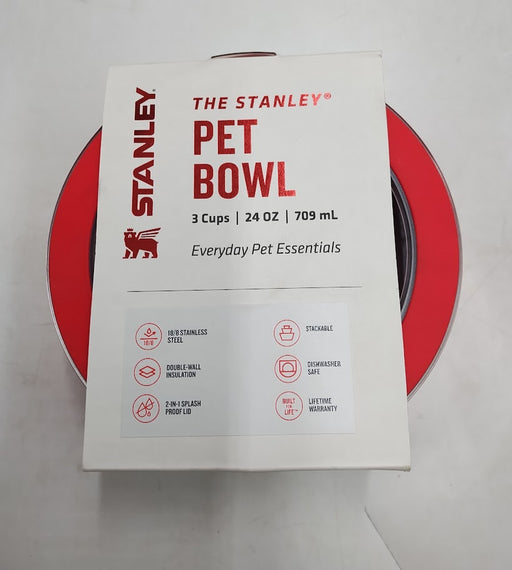 STANLEY
THE STANLEY®
PET
BOWL
3 Cups | 24 OZ | 709 mL
Everyday Pet Essentials
18/8
18/8 STAINLESS
STEEL
DOUBLE-WALL
INSULATION
2-IN-1 SPLASH
PROOF LID
STACKABLE
DISHWASHER
SAFE
BUILT
FOR
LIFE™
LIFETIME
WARRANTY